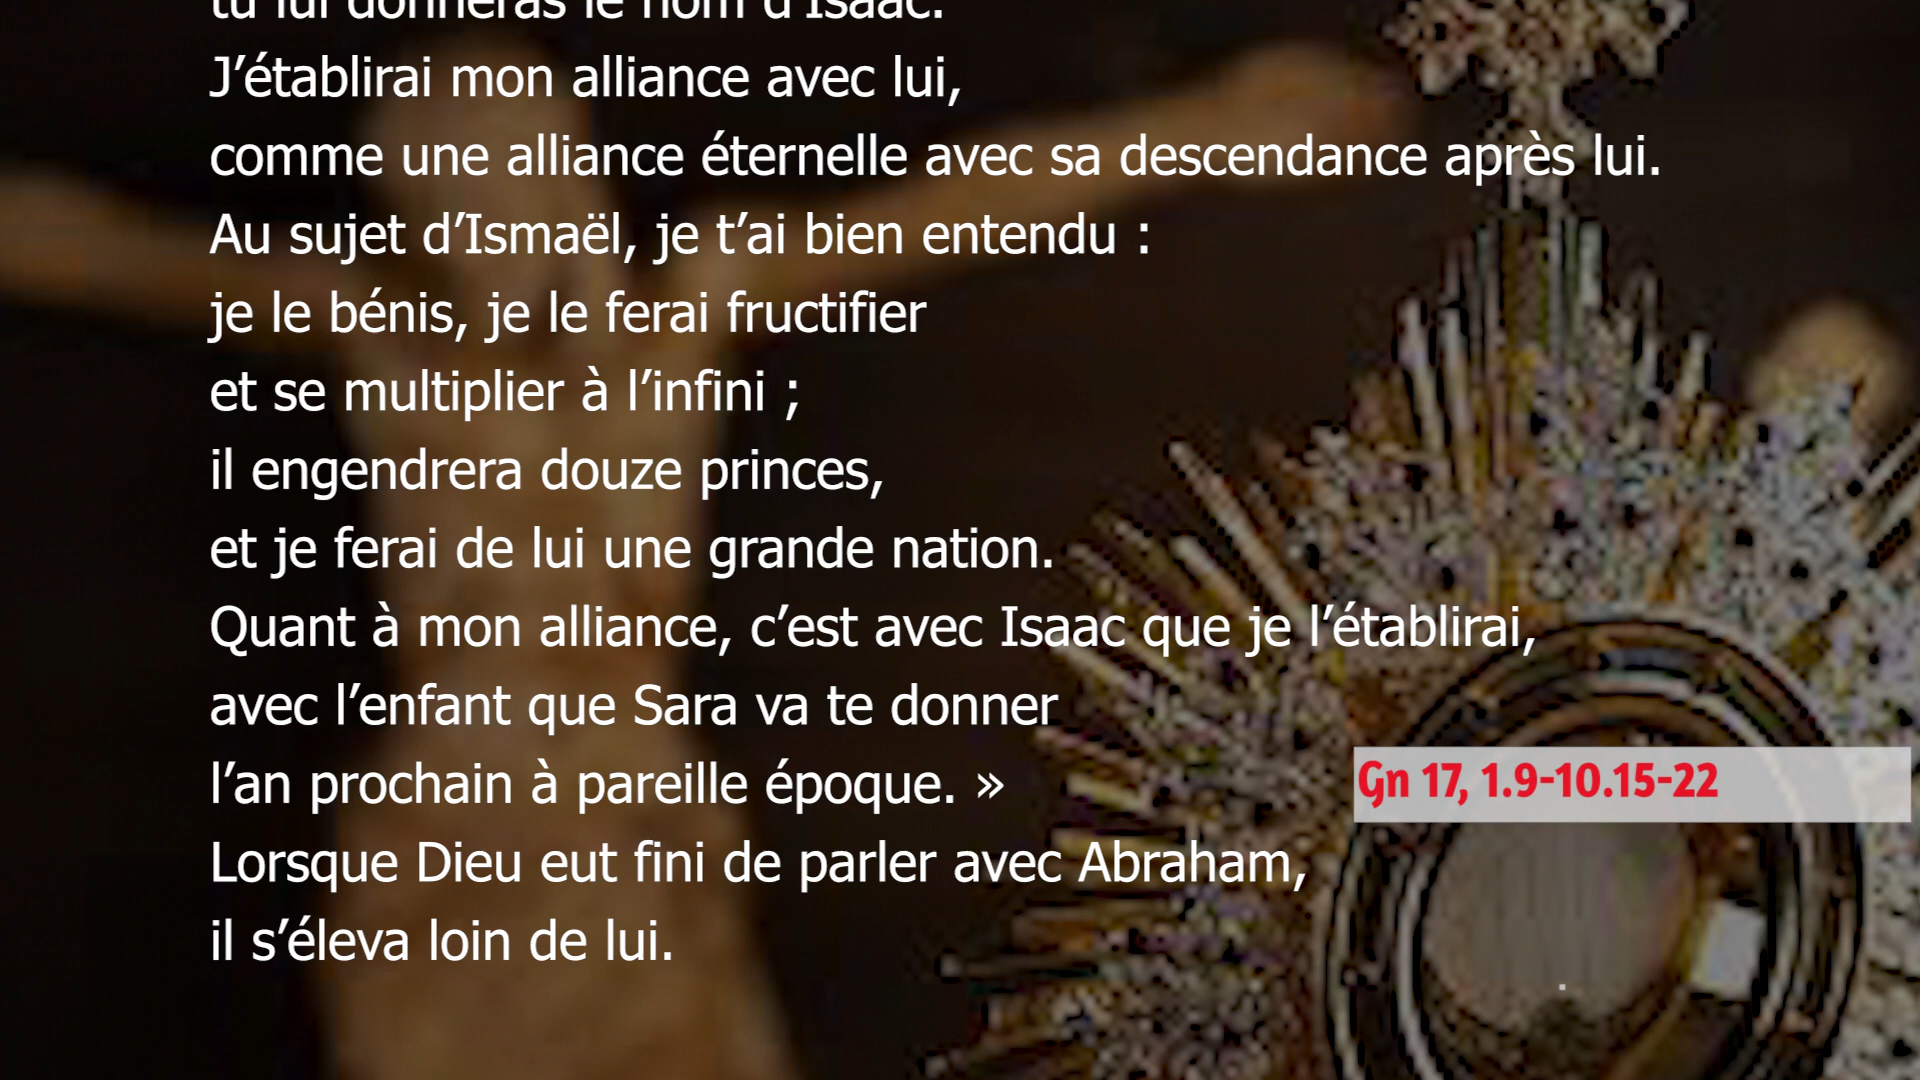 tu lui donneras le nom d’Isaac.
J’établirai mon alliance avec lui,
comme une alliance éternelle avec sa descendance après lui.
Au sujet d’Ismaël, je t’ai bien entendu :
je le bénis, je le ferai fructifier
et se multiplier à l’infini ;
il engendrera douze princes,
et je ferai de lui une grande nation.
Quant à mon alliance, c’est avec Isaac que je l’établirai,
avec l’enfant que Sara va te donner
l’an prochain à pareille époque. »
Gn 17, 1.9-10.15-22
Lorsque Dieu eut fini de parler avec Abraham,
il s’éleva loin de lui.